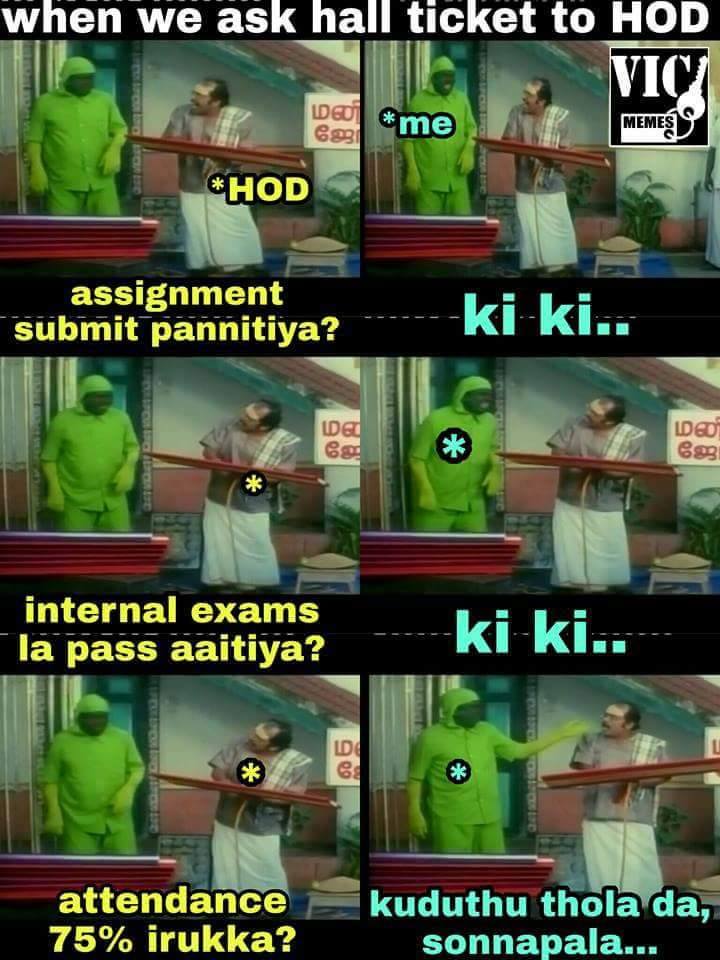 when we ask hall ticket to HOD
VIC
MEMES
மணி
*me
*HOD
assignment
submit pannitiya?
ki ki..
*
*
internal exams
la pass aaitiya?
ki ki..
*
*
attendance
75% irukka?
kuduthu thola da,
sonnapala...